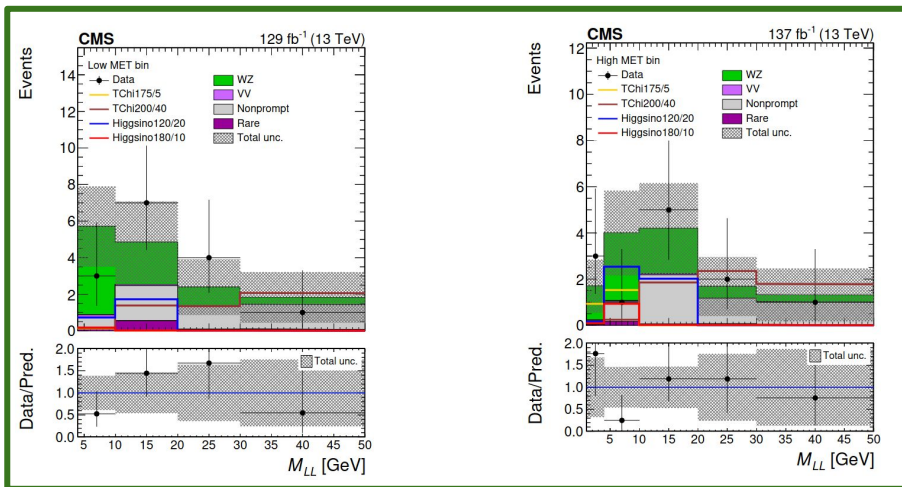 CMS 129 fb⁻¹ (13 TeV)
Events
Low MET bin
Data
TChi175/5
TChi200/40
Higgsino120/20
Higgsino180/10
WZ
VV
Nonprompt
Rare
Total unc.
14
12
10
8
6
4
2
0
Data/Pred.
Total unc.
2.0
1.5
1.0
0.5
0.0
5 10 15 20 25 30 35 40 45 50
M_LL [GeV]
CMS 137 fb⁻¹ (13 TeV)
Events
High MET bin
Data
TChi175/5
TChi200/40
Higgsino120/20
Higgsino180/10
WZ
VV
Nonprompt
Rare
Total unc.
12
10
8
6
4
2
0
Data/Pred.
Total unc.
2.0
1.5
1.0
0.5
0.0
5 10 15 20 25 30 35 40 45 50
M_LL [GeV]